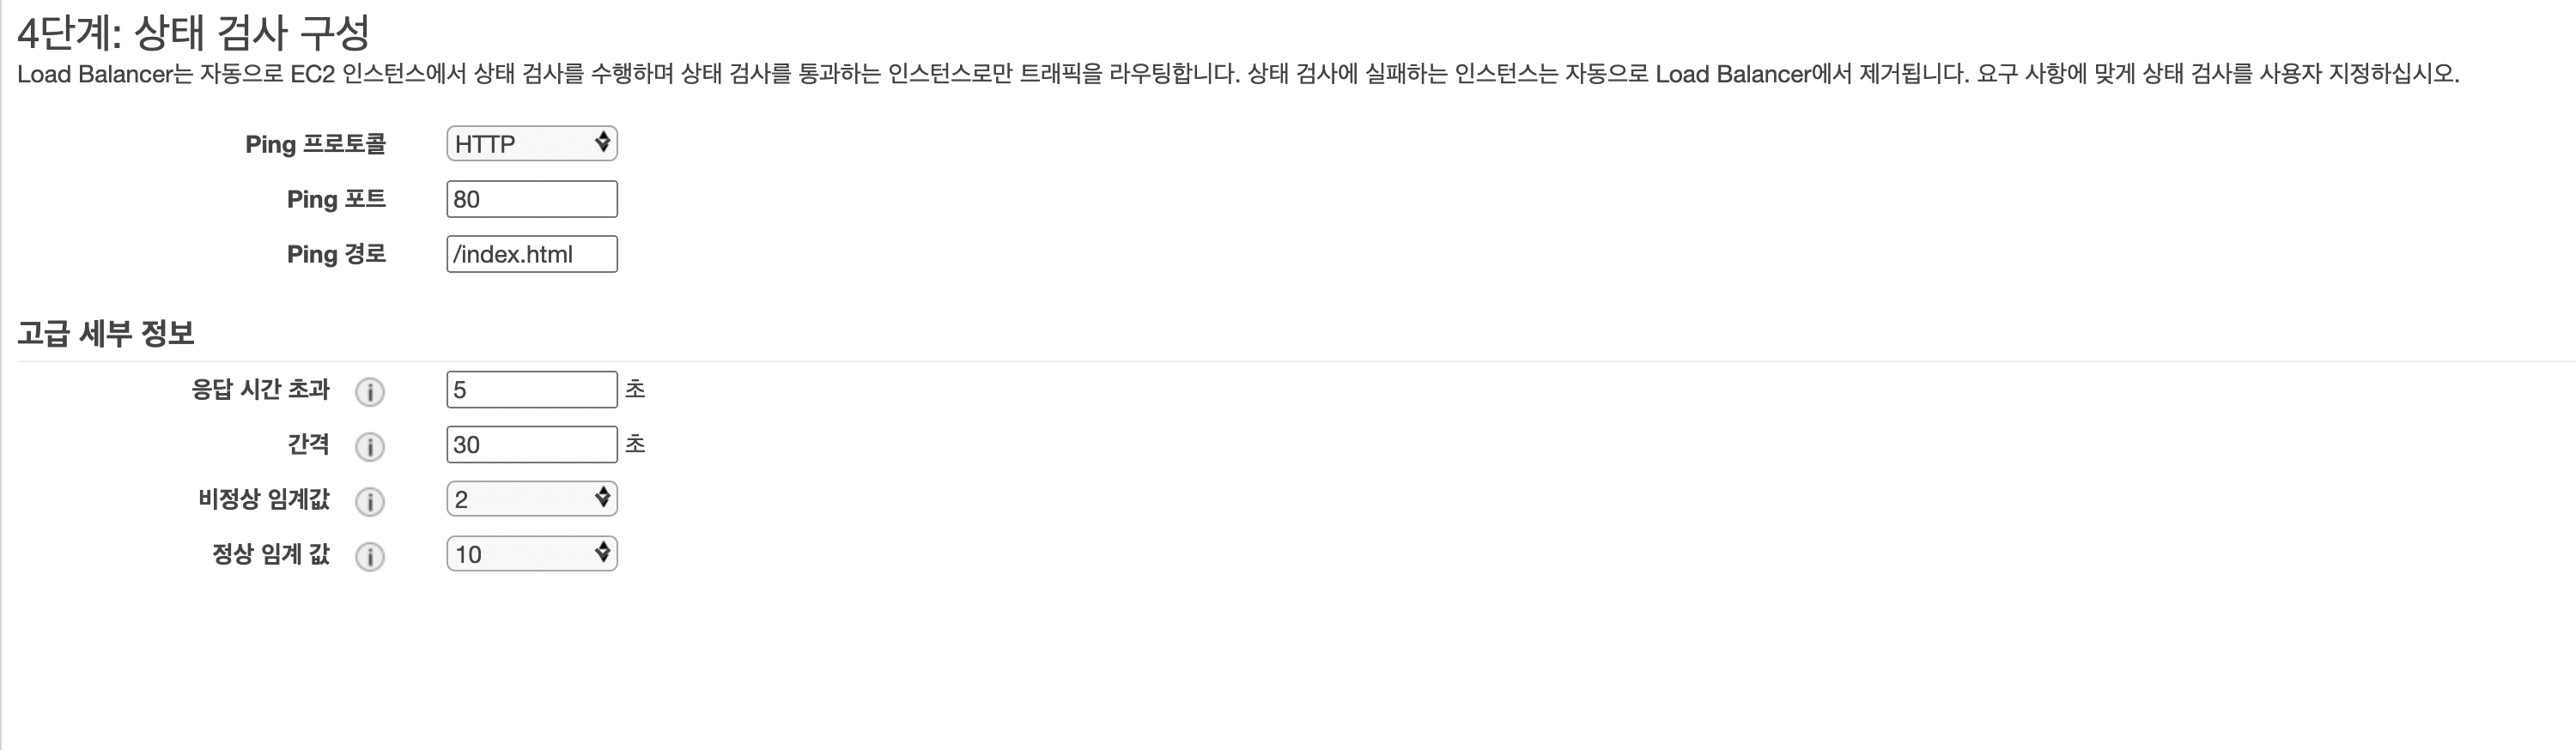 4단계: 상태 검사 구성
Load Balancer는 자동으로 EC2 인스턴스에서 상태 검사를 수행하며 상태 검사를 통과하는 인스턴스로만 트래픽을 라우팅합니다. 상태 검사에 실패하는 인스턴스는 자동으로 Load Balancer에서 제거됩니다. 요구 사항에 맞게 상태 검사를 사용자 지정하십시오.
Ping 프로토콜 HTTP
Ping 포트 80
Ping 경로 /index.html
고급 세부 정보
응답 시간 초과 i 5 초
간격 i 30 초
비정상 임계값 i 2
정상 임계 값 i 10